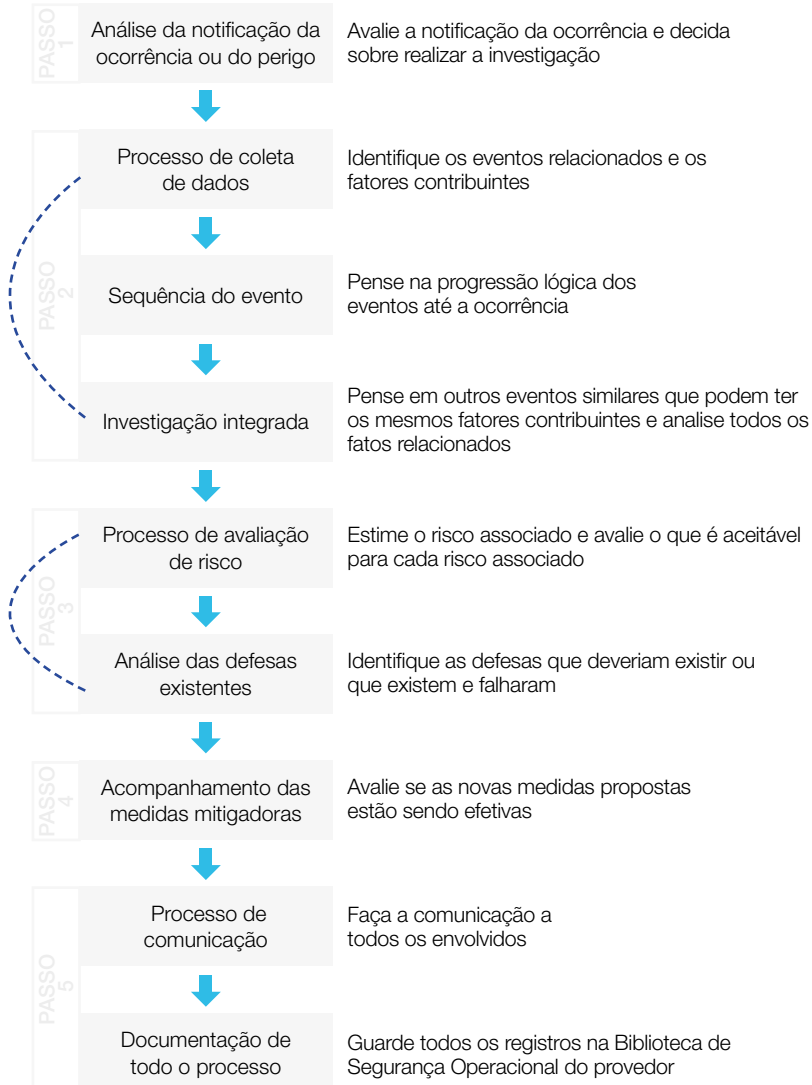 PASSO
1
Análise da notificação da
ocorrência ou do perigo
Avalie a notificação da ocorrência e decida
sobre realizar a investigação
PASSO
2
Processo de coleta
de dados
Identifique os eventos relacionados e os
fatores contribuintes
Sequência do evento
Pense na progressão lógica dos
eventos até a ocorrência
Investigação integrada
Pense em outros eventos similares que podem ter
os mesmos fatores contribuintes e analise todos os
fatos relacionados
PASSO
3
Processo de avaliação
de risco
Estime o risco associado e avalie o que é aceitável
para cada risco associado
Análise das defesas
existentes
Identifique as defesas que deveriam existir ou
que existem e falharam
PASSO
4
Acompanhamento das
medidas mitigadoras
Avalie se as novas medidas propostas
estão sendo efetivas
PASSO
5
Processo de
comunicação
Faça a comunicação a
todos os envolvidos
Documentação de
todo o processo
Guarde todos os registros na Biblioteca de
Segurança Operacional do provedor